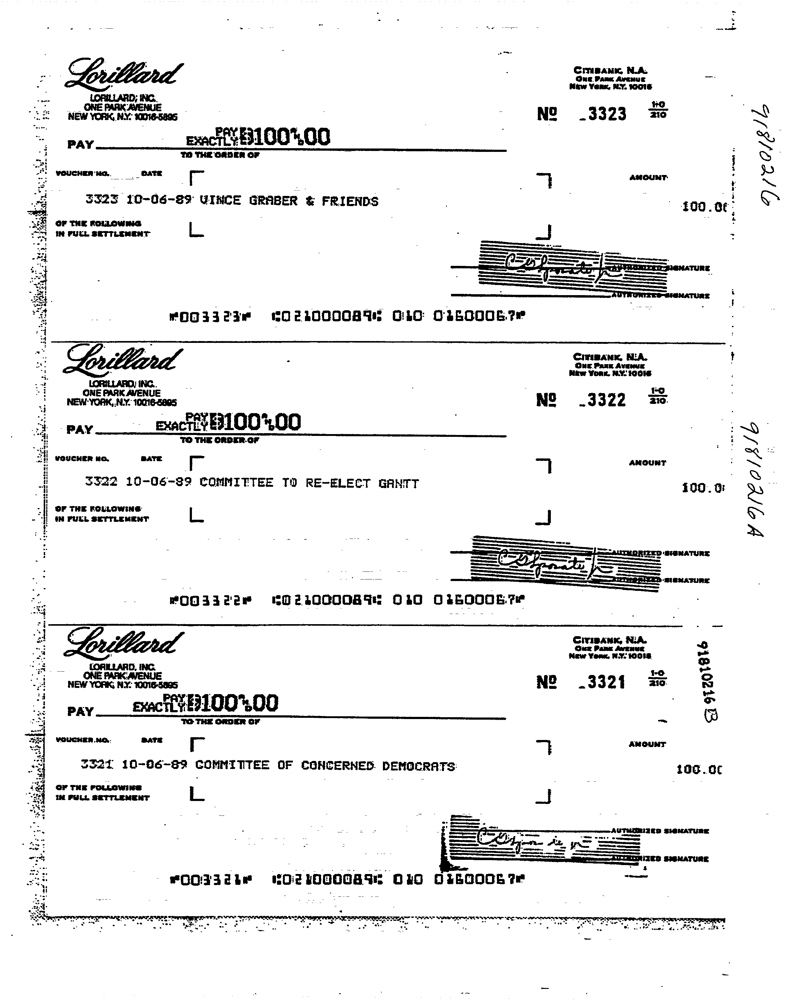 Lorillard
LORILLARD, INC.
ONE PARK AVENUE
NEW YORK, N.Y. 10016-5895
CITIBANK, N.A.
ONE PARK AVENUE
NEW YORK, N.Y. 10016
Nº 3323 1-0/210
PAY PAY EXACTLY $100 00
TO THE ORDER OF
VOUCHER NO. DATE AMOUNT
3323 10-06-89 VINCE GRABER & FRIENDS 100.00
OF THE FOLLOWING
IN FULL SETTLEMENT
AUTHORIZED SIGNATURE
AUTHORIZED SIGNATURE
⑈003323⑈ ⑆021000089⑆ 010 01600067⑈
91810216
Lorillard
LORILLARD, INC.
ONE PARK AVENUE
NEW YORK, N.Y. 10016-5895
CITIBANK, N.A.
ONE PARK AVENUE
NEW YORK, N.Y. 10016
Nº 3322 1-0/210
PAY PAY EXACTLY $100 00
TO THE ORDER OF
VOUCHER NO. DATE AMOUNT
3322 10-06-89 COMMITTEE TO RE-ELECT GANTT 100.0
OF THE FOLLOWING
IN FULL SETTLEMENT
AUTHORIZED SIGNATURE
AUTHORIZED SIGNATURE
⑈003322⑈ ⑆021000089⑆ 010 01600067⑈
91810216A
Lorillard
LORILLARD, INC.
ONE PARK AVENUE
NEW YORK, N.Y. 10016-5895
CITIBANK, N.A.
ONE PARK AVENUE
NEW YORK, N.Y. 10016
Nº 3321 1-0/210
PAY PAY EXACTLY $100 00
TO THE ORDER OF
VOUCHER NO. DATE AMOUNT
3321 10-06-89 COMMITTEE OF CONCERNED DEMOCRATS 100.00
OF THE FOLLOWING
IN FULL SETTLEMENT
AUTHORIZED SIGNATURE
AUTHORIZED SIGNATURE
⑈003321⑈ ⑆021000089⑆ 010 01600067⑈
91810216 B